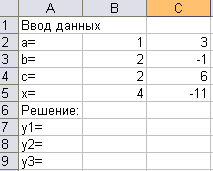 A B C
1 Ввод данных
2 a= 1 3
3 b= 2 -1
4 c= 2 6
5 x= 4 -11
6 Решение:
7 y1=
8 y2=
9 y3=